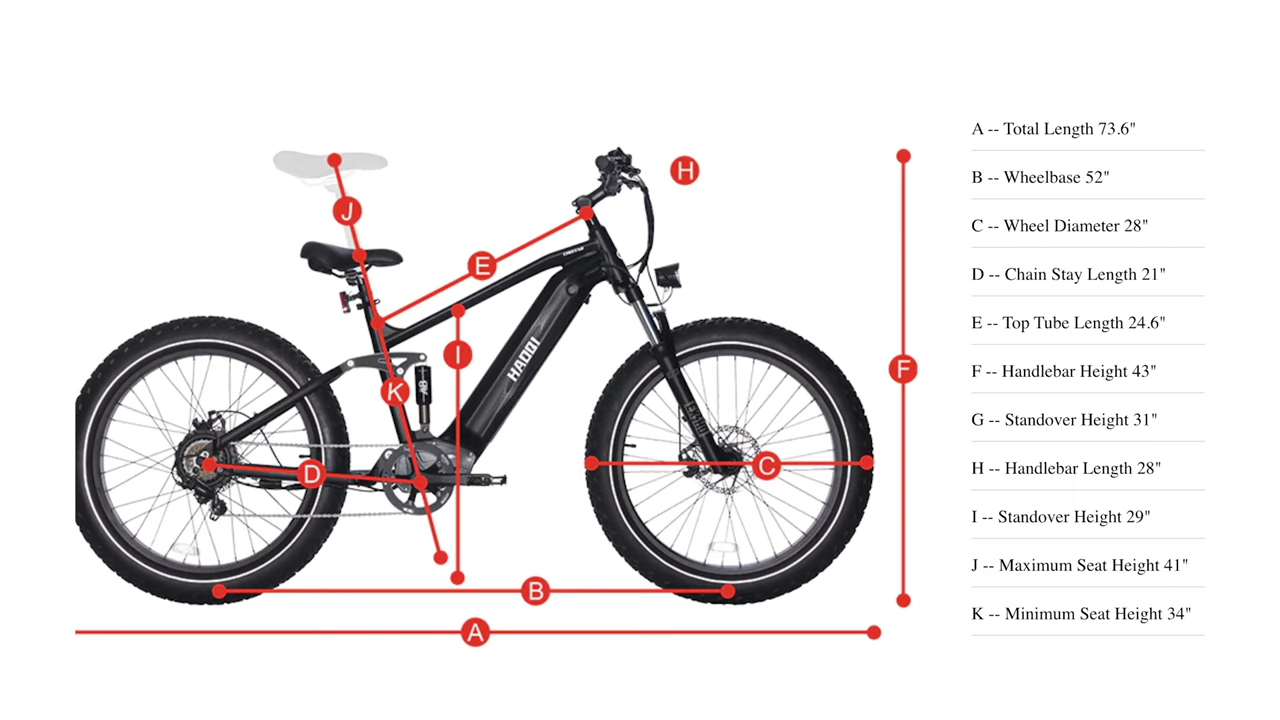 J
H
E
I
F
K
C
D
B
A
HAOQI
A -- Total Length 73.6"
B -- Wheelbase 52"
C -- Wheel Diameter 28"
D -- Chain Stay Length 21"
E -- Top Tube Length 24.6"
F -- Handlebar Height 43"
G -- Standover Height 31"
H -- Handlebar Length 28"
I -- Standover Height 29"
J -- Maximum Seat Height 41"
K -- Minimum Seat Height 34"